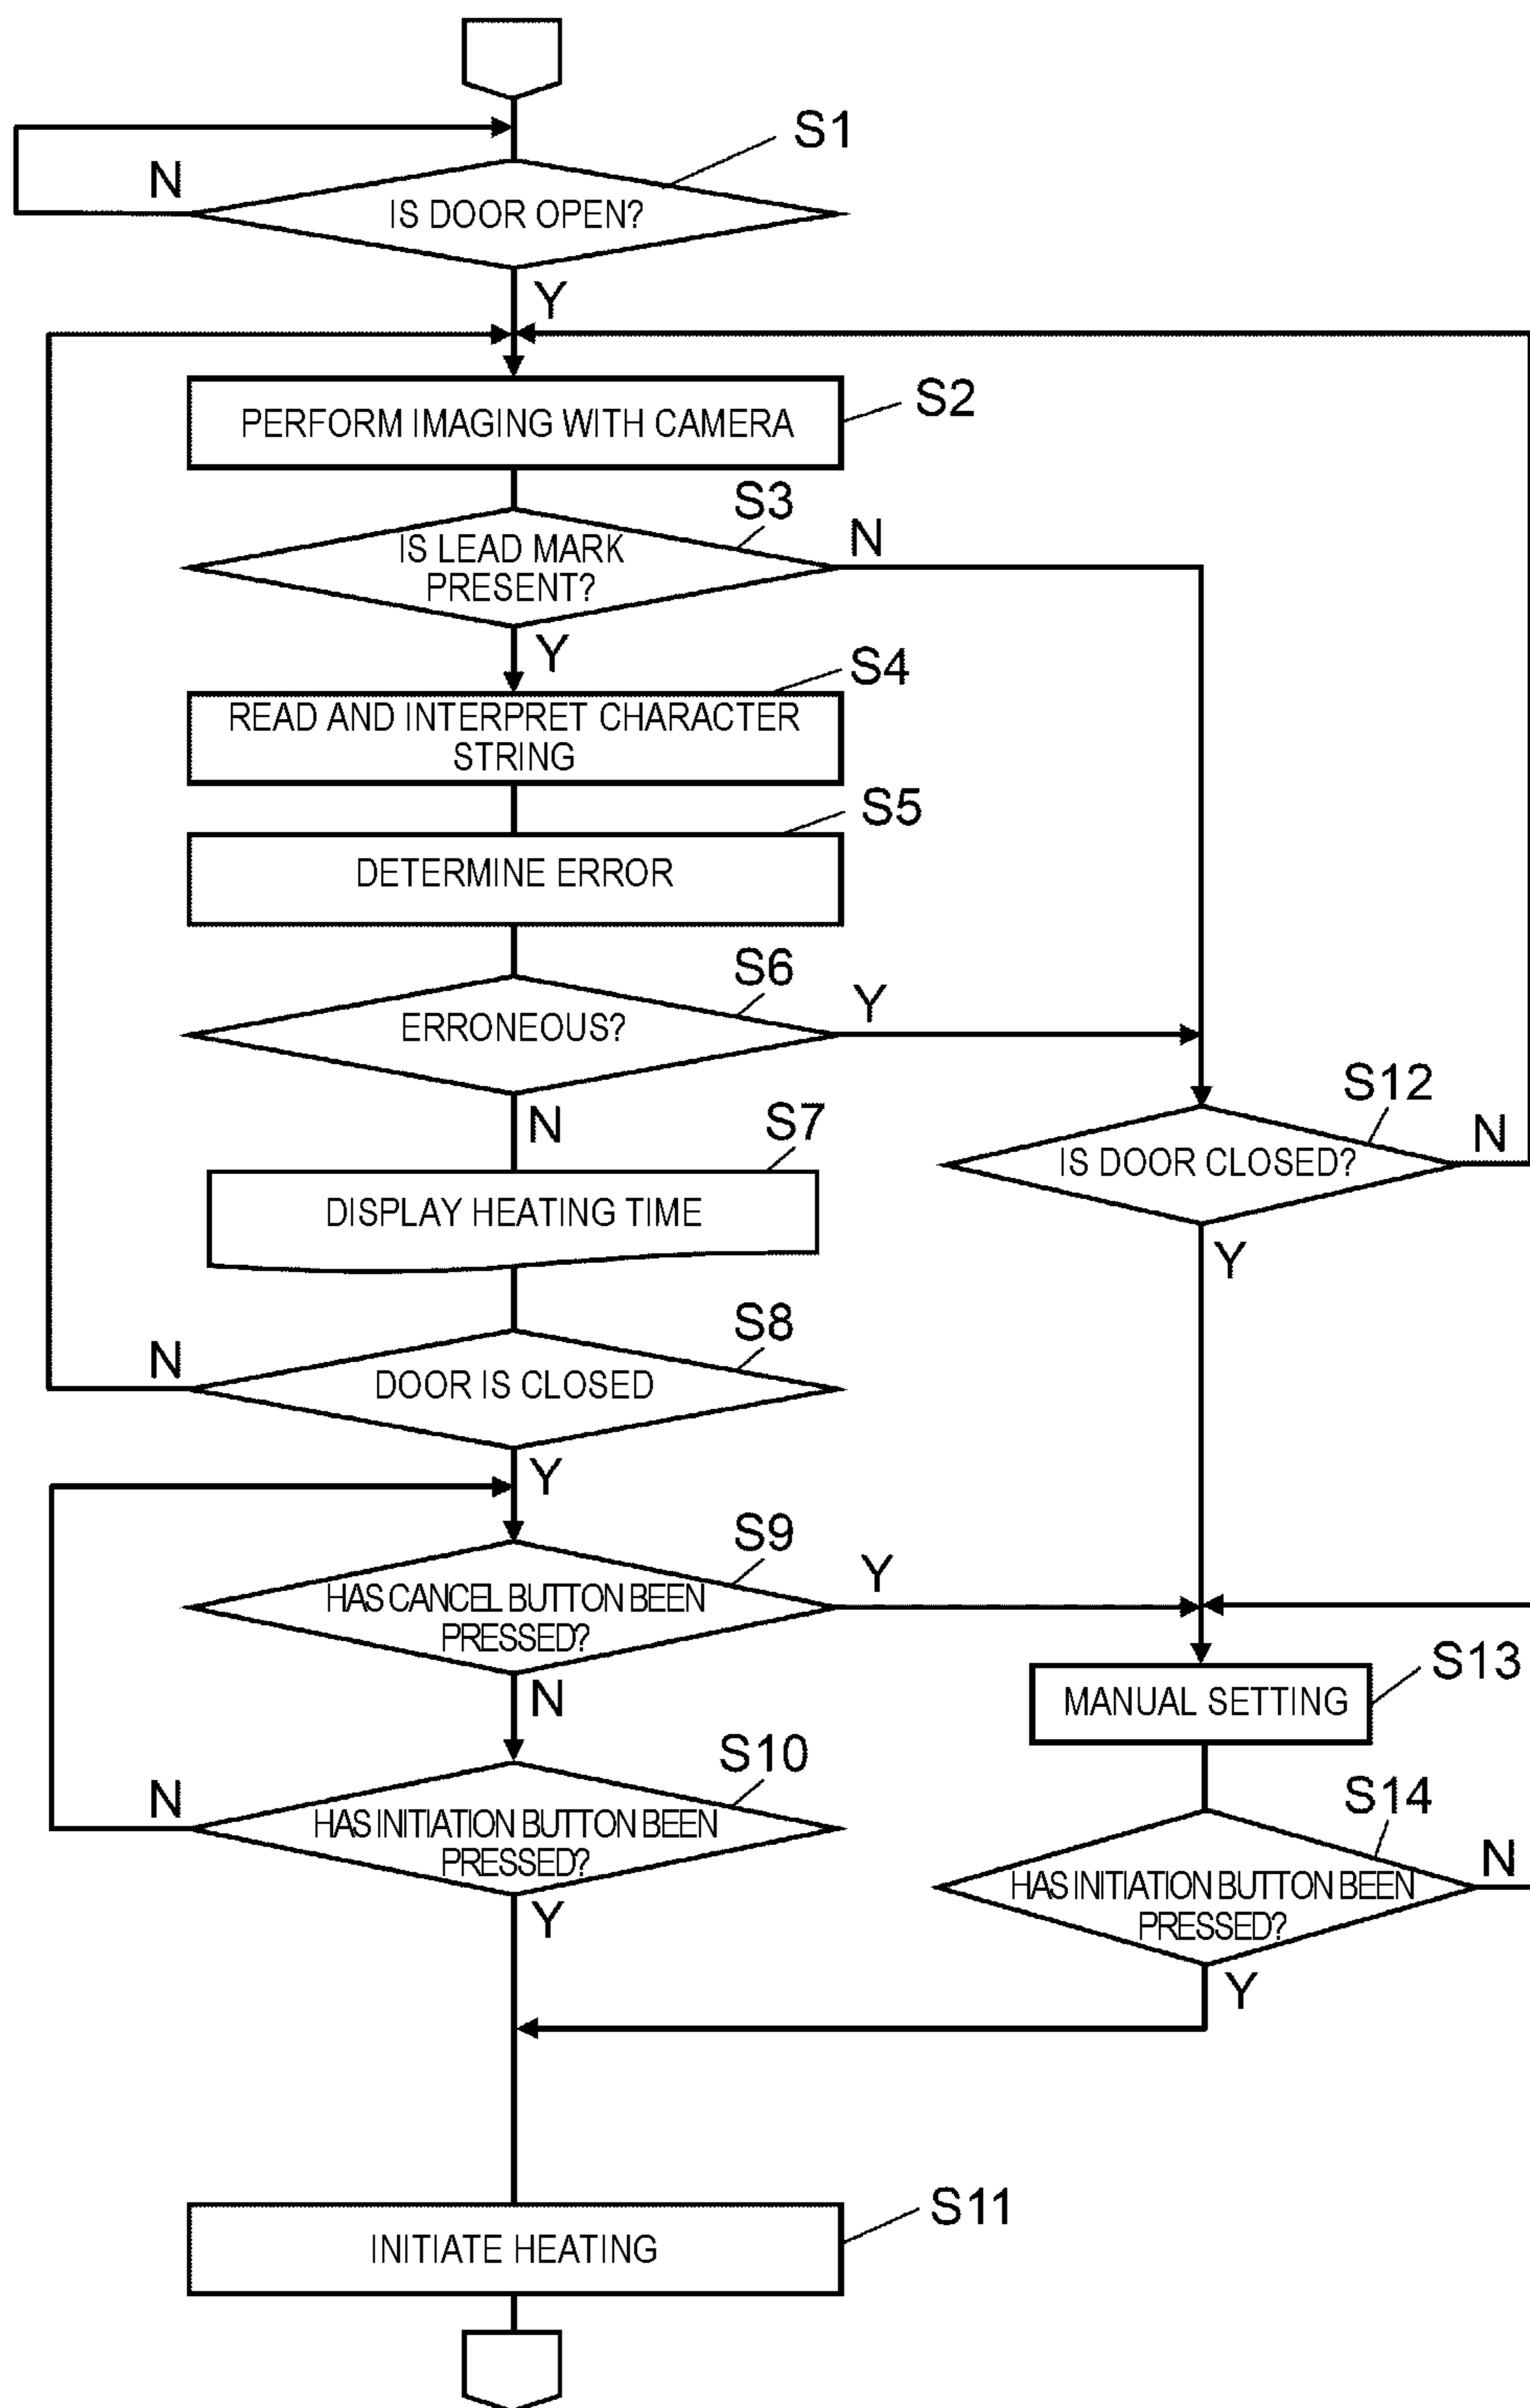 S1
N
IS DOOR OPEN?
Y
S2
PERFORM IMAGING WITH CAMERA
S3
N
IS LEAD MARK
PRESENT?
Y
S4
READ AND INTERPRET CHARACTER
STRING
S5
DETERMINE ERROR
S6
Y
ERRONEOUS?
N
S12
N
IS DOOR CLOSED?
Y
S7
DISPLAY HEATING TIME
S8
N
DOOR IS CLOSED
Y
S9
Y
HAS CANCEL BUTTON BEEN
PRESSED?
N
S13
MANUAL SETTING
S10
N
HAS INITIATION BUTTON BEEN
PRESSED?
Y
S14
N
HAS INITIATION BUTTON BEEN
PRESSED?
Y
S11
INITIATE HEATING